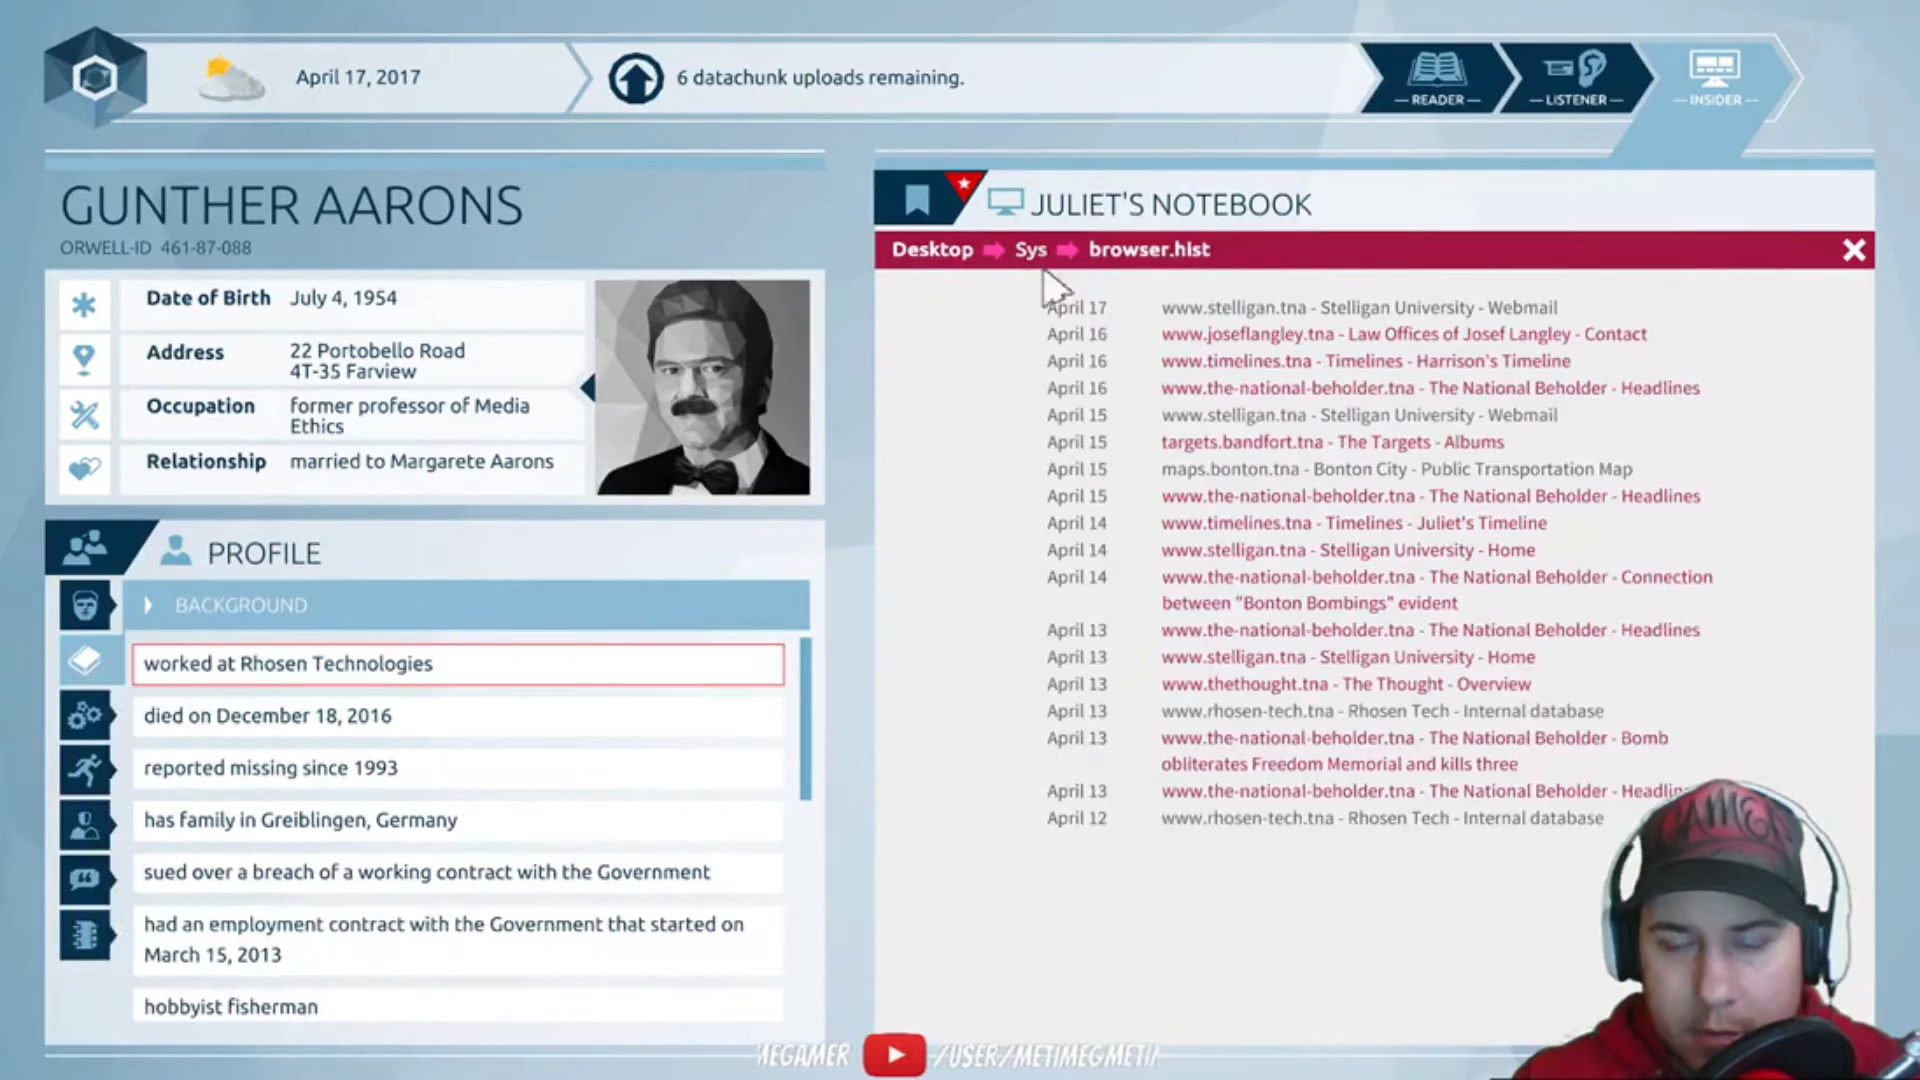 April 17, 2017
6 datachunk uploads remaining.
READER
LISTENER
INSIDER
GUNTHER AARONS
ORWELL-ID 461-87-088
Date of Birth July 4, 1954
Address 22 Portobello Road
4T-35 Farview
Occupation former professor of Media
Ethics
Relationship married to Margarete Aarons
PROFILE
BACKGROUND
worked at Rhosen Technologies
died on December 18, 2016
reported missing since 1993
has family in Greiblingen, Germany
sued over a breach of a working contract with the Government
had an employment contract with the Government that started on
March 15, 2013
hobbyist fisherman
JULIET'S NOTEBOOK
Desktop Sys browser.hist
April 17 www.stelligan.tna - Stelligan University - Webmail
April 16 www.joseflangley.tna - Law Offices of Josef Langley - Contact
April 16 www.timelines.tna - Timelines - Harrison's Timeline
April 16 www.the-national-beholder.tna - The National Beholder - Headlines
April 15 www.stelligan.tna - Stelligan University - Webmail
April 15 targets.bandfort.tna - The Targets - Albums
April 15 maps.bonton.tna - Bonton City - Public Transportation Map
April 15 www.the-national-beholder.tna - The National Beholder - Headlines
April 14 www.timelines.tna - Timelines - Juliet's Timeline
April 14 www.stelligan.tna - Stelligan University - Home
April 14 www.the-national-beholder.tna - The National Beholder - Connection
between "Bonton Bombings" evident
April 13 www.the-national-beholder.tna - The National Beholder - Headlines
April 13 www.stelligan.tna - Stelligan University - Home
April 13 www.thethought.tna - The Thought - Overview
April 13 www.rhosen-tech.tna - Rhosen Tech - Internal database
April 13 www.the-national-beholder.tna - The National Beholder - Bomb
obliterates Freedom Memorial and kills three
April 13 www.the-national-beholder.tna - The National Beholder -
April 12 www.rhosen-tech.tna - Rhosen Tech - Internal database